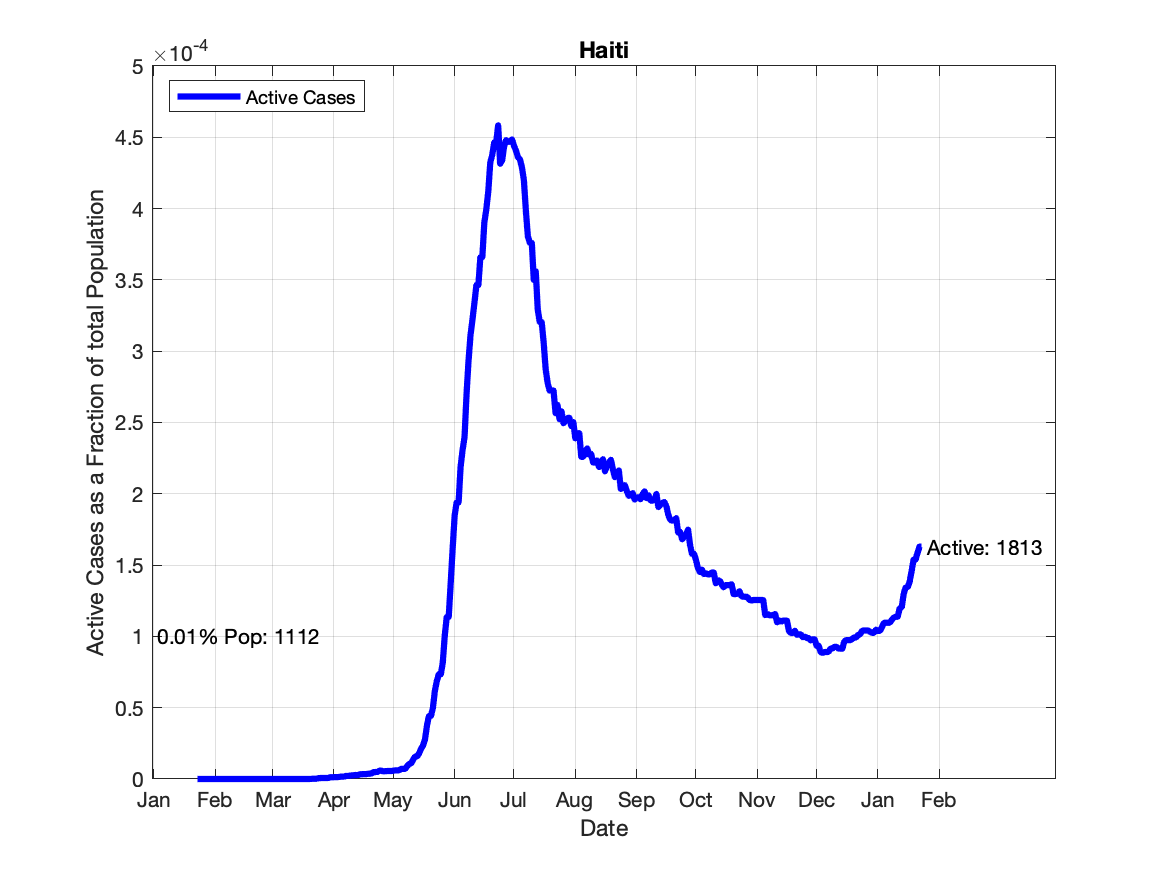 Haiti
×10-4
Active Cases
5
4.5
4
3.5
3
2.5
2
1.5
1
0.5
0
Active Cases as a Fraction of total Population
0.01% Pop: 1112
Active: 1813
Jan Feb Mar Apr May Jun Jul Aug Sep Oct Nov Dec Jan Feb
Date